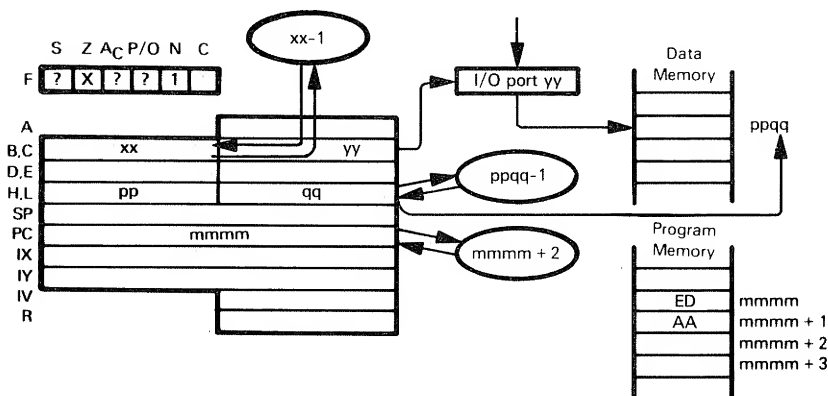 S Z AC P/O N C
F ? X ? ? 1
xx-1
I/O port yy
Data
Memory
ppqq
A
B,C xx yy
D,E
H,L pp qq
ppqq-1
SP
PC mmmm
mmmm + 2
IX
IY
IV
R
Program
Memory
ED mmmm
AA mmmm + 1
mmmm + 2
mmmm + 3